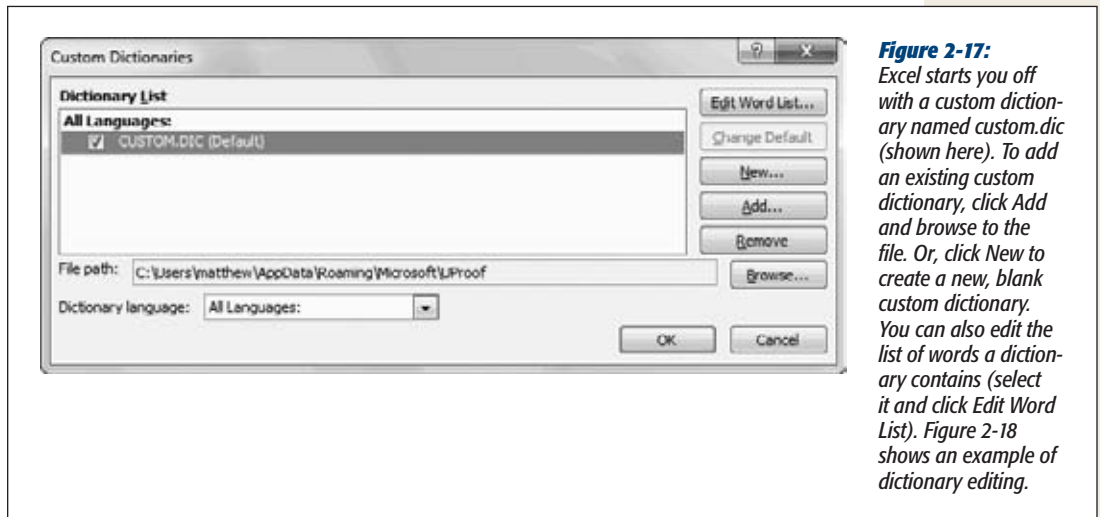 Custom Dictionaries
Dictionary List
All Languages:
CUSTOM.DIC (Default)
Edit Word List...
Change Default
New...
Add...
Remove
File path: C:\Users\matthew\AppData\Roaming\Microsoft\UProof
Browse...
Dictionary language: All Languages:
OK Cancel
Figure 2-17:
Excel starts you off
with a custom diction-
ary named custom.dic
(shown here). To add
an existing custom
dictionary, click Add
and browse to the
file. Or, click New to
create a new, blank
custom dictionary.
You can also edit the
list of words a diction-
ary contains (select
it and click Edit Word
List). Figure 2-18
shows an example of
dictionary editing.